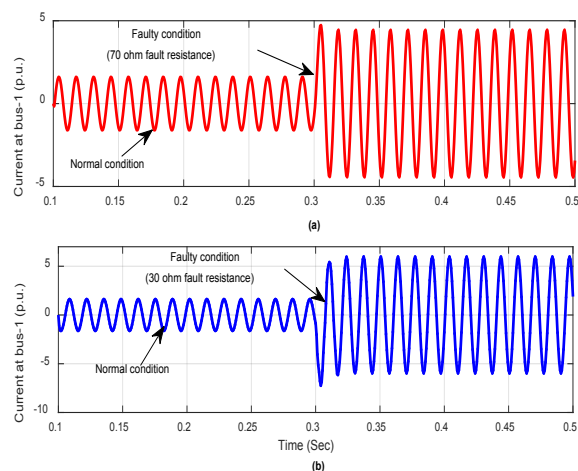 5
Faulty condition
(70 ohm fault resistance)
0
Normal condition
-5
0.1 0.15 0.2 0.25 0.3 0.35 0.4 0.45 0.5
Current at bus-1 (p.u.)
(a)
5
Faulty condition
(30 ohm fault resistance)
0
Normal condition
-5
-10
0.1 0.15 0.2 0.25 0.3 0.35 0.4 0.45 0.5
Current at bus-1 (p.u.)
Time (Sec)
(b)